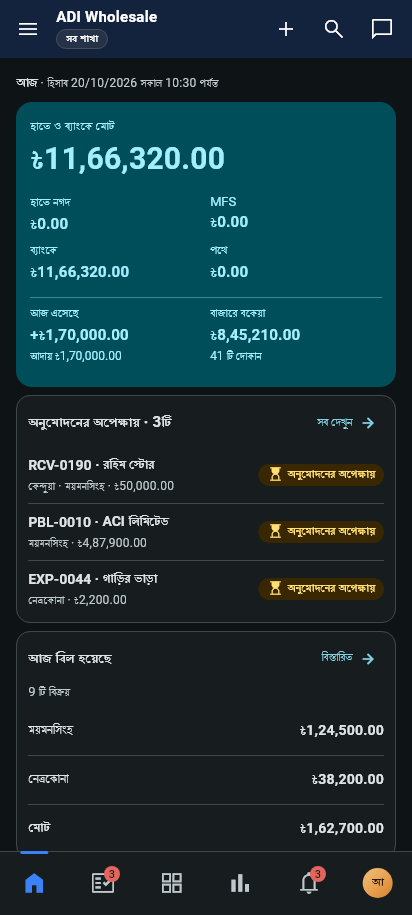 ADI Wholesale
সব শাখা
আজ · হিসাব 20/10/2026 সকাল 10:30 পর্যন্ত
হাতে ও ব্যাংকে মোট
৳11,66,320.00
হাতে নগদ
MFS
৳0.00
৳0.00
ব্যাংকে
পথে
৳11,66,320.00
৳0.00
আজ এসেছে
বাজারে বকেয়া
+৳1,70,000.00
৳8,45,210.00
আদায় ৳1,70,000.00
41 টি দোকান
অনুমোদনের অপেক্ষায় · 3টি
সব দেখুন
RCV-0190 · রহিম স্টোর
কেন্দুয়া · ময়মনসিংহ · ৳50,000.00
অনুমোদনের অপেক্ষায়
PBL-0010 · ACI লিমিটেড
ময়মনসিংহ · ৳4,87,900.00
অনুমোদনের অপেক্ষায়
EXP-0044 · গাড়ির ভাড়া
নেত্রকোনা · ৳2,200.00
অনুমোদনের অপেক্ষায়
আজ বিল হয়েছে
বিস্তারিত
9 টি বিক্রয়
ময়মনসিংহ
৳1,24,500.00
নেত্রকোনা
৳38,200.00
মোট
৳1,62,700.00
3
3
আ